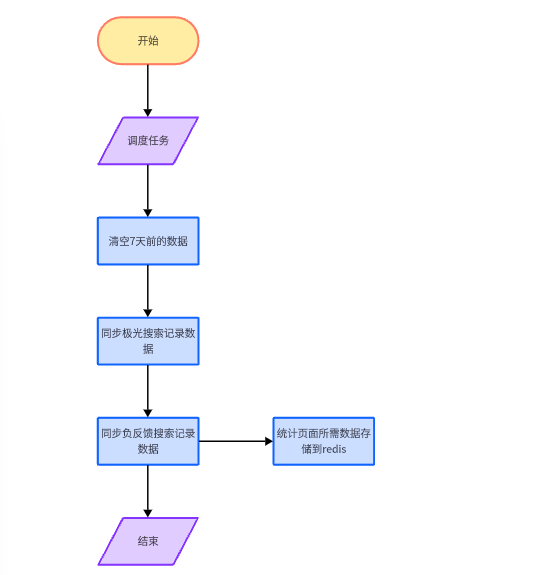 开始
调度任务
清空7天前的数据
同步极光搜索记录数
据
同步负反馈搜索记录
数据
统计页面所需数据存
储到redis
结束